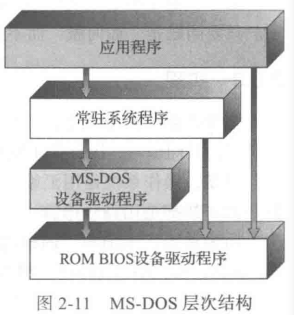 应用程序
常驻系统程序
MS-DOS
设备驱动程序
ROM BIOS设备驱动程序
图 2-11 MS-DOS 层次结构